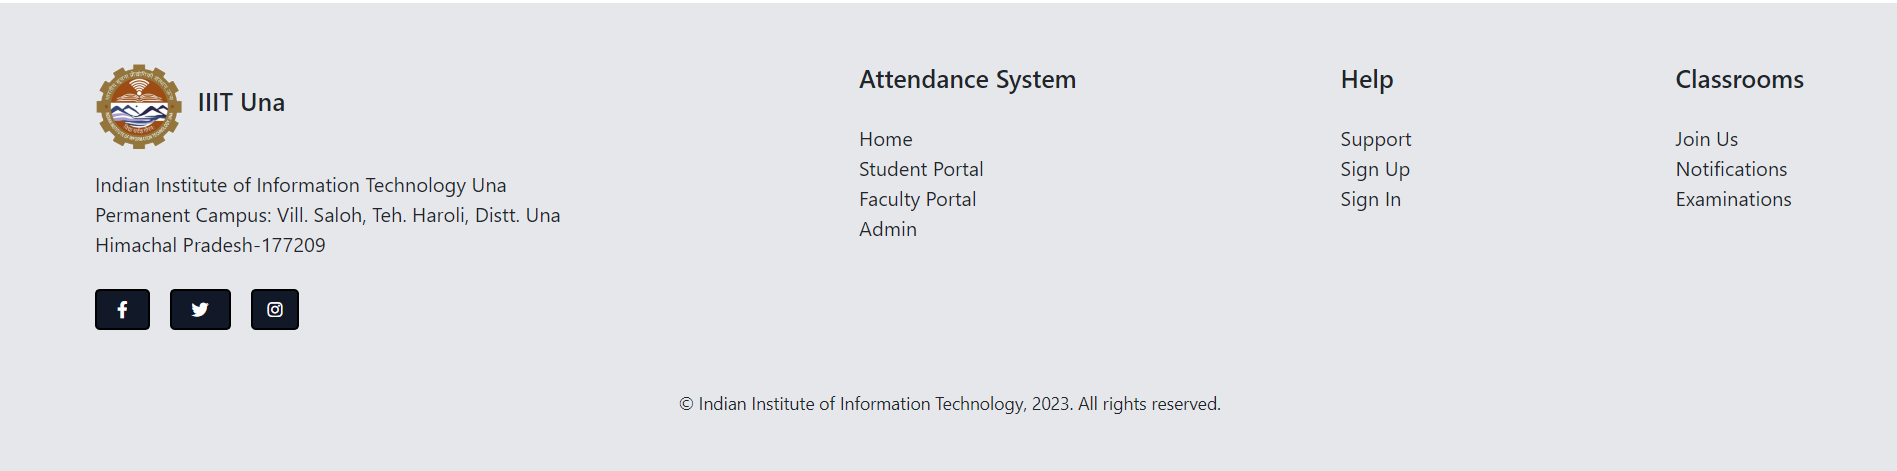 IIIT Una
Indian Institute of Information Technology Una
Permanent Campus: Vill. Saloh, Teh. Haroli, Distt. Una
Himachal Pradesh-177209
Attendance System
Home
Student Portal
Faculty Portal
Admin
Help
Support
Sign Up
Sign In
Classrooms
Join Us
Notifications
Examinations
© Indian Institute of Information Technology, 2023. All rights reserved.